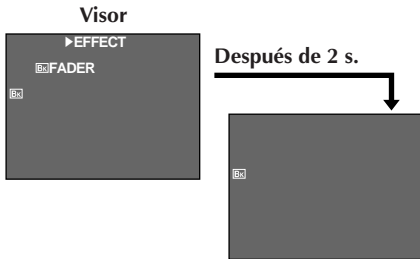 Visor
▶EFFECT
BK FADER
BK
Después de 2 s.
BK